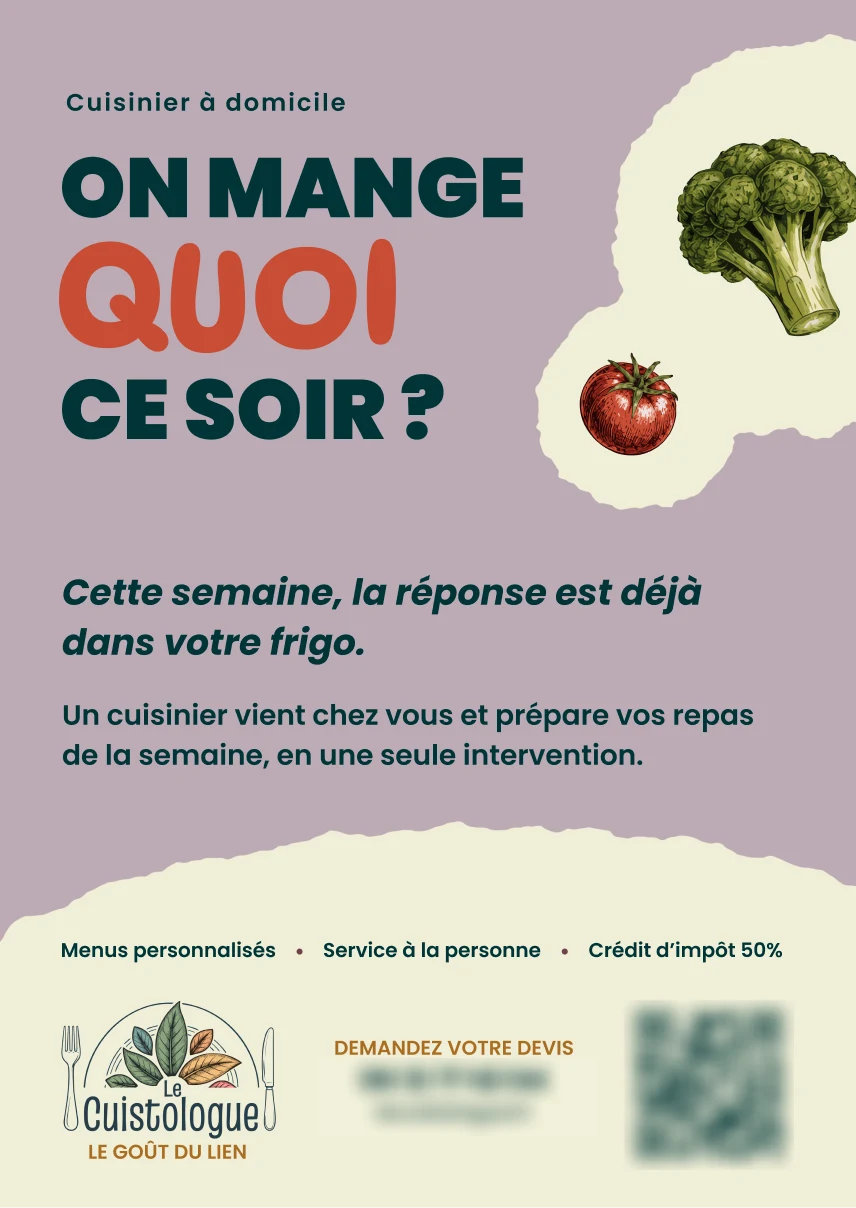 Cuisinier à domicile
ON MANGE
QUOI
CE SOIR ?
Cette semaine, la réponse est déjà
dans votre frigo.
Un cuisinier vient chez vous et prépare vos repas
de la semaine, en une seule intervention.
Menus personnalisés • Service à la personne • Crédit d’impôt 50%
Le
Cuistologue
LE GOÛT DU LIEN
DEMANDEZ VOTRE DEVIS